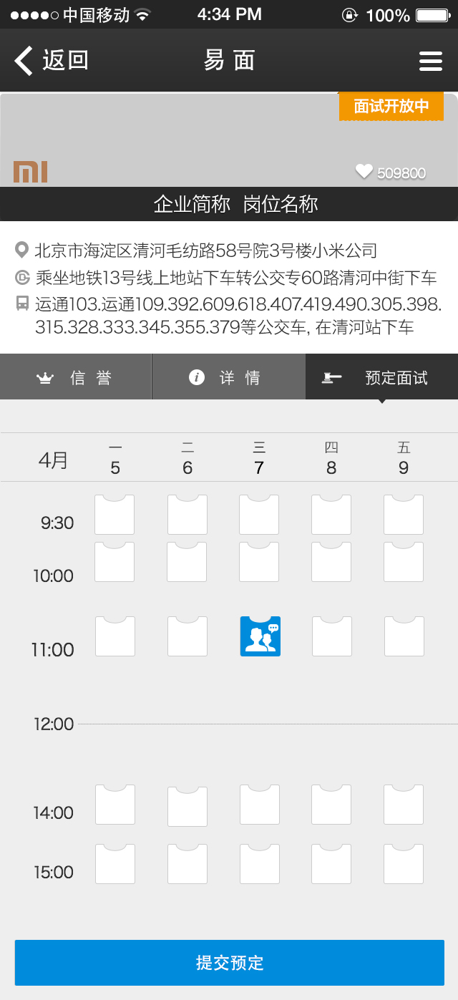 中国移动 4:34 PM 100%
返回 易 面
面试开放中
MI 509800
企业简称 岗位名称
北京市海淀区清河毛纺路58号院3号楼小米公司
乘坐地铁13号线上地站下车转公交专60路清河中街下车
运通103.运通109.392.609.618.407.419.490.305.398.
315.328.333.345.355.379等公交车, 在清河站下车
信 誉 详 情 预定面试
一 二 三 四 五
4月 5 6 7 8 9
9:30
10:00
11:00
12:00
14:00
15:00
提交预定